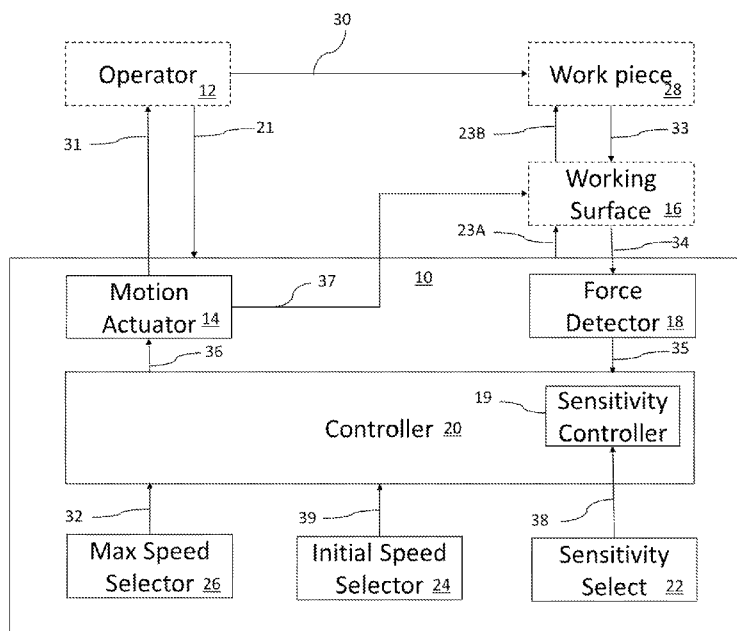 30
Operator 12
Work piece 28
31
21
23B
33
Working
Surface 16
23A
34
10
Motion
Actuator 14
37
Force
Detector 18
36
35
19
Sensitivity
Controller
Controller 20
32
39
38
Max Speed
Selector 26
Initial Speed
Selector 24
Sensitivity
Select 22